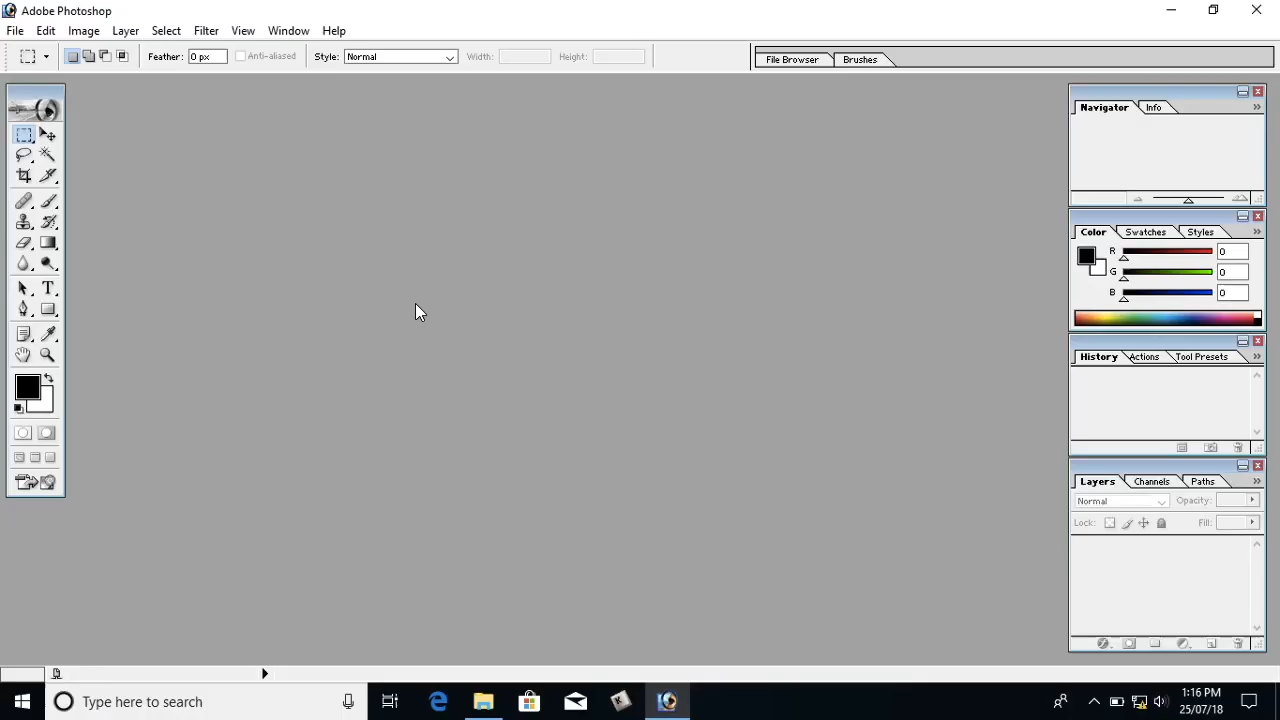 Adobe Photoshop
File Edit Image Layer Select Filter View Window Help
Feather: 0 px Anti-aliased Style: Normal Width: Height: File Browser Brushes
Navigator Info
Color Swatches Styles
R 0
G 0
B 0
T
History Actions Tool Presets
Layers Channels Paths
Normal Opacity:
Lock: Fill:
Type here to search
1:16 PM
25/07/18